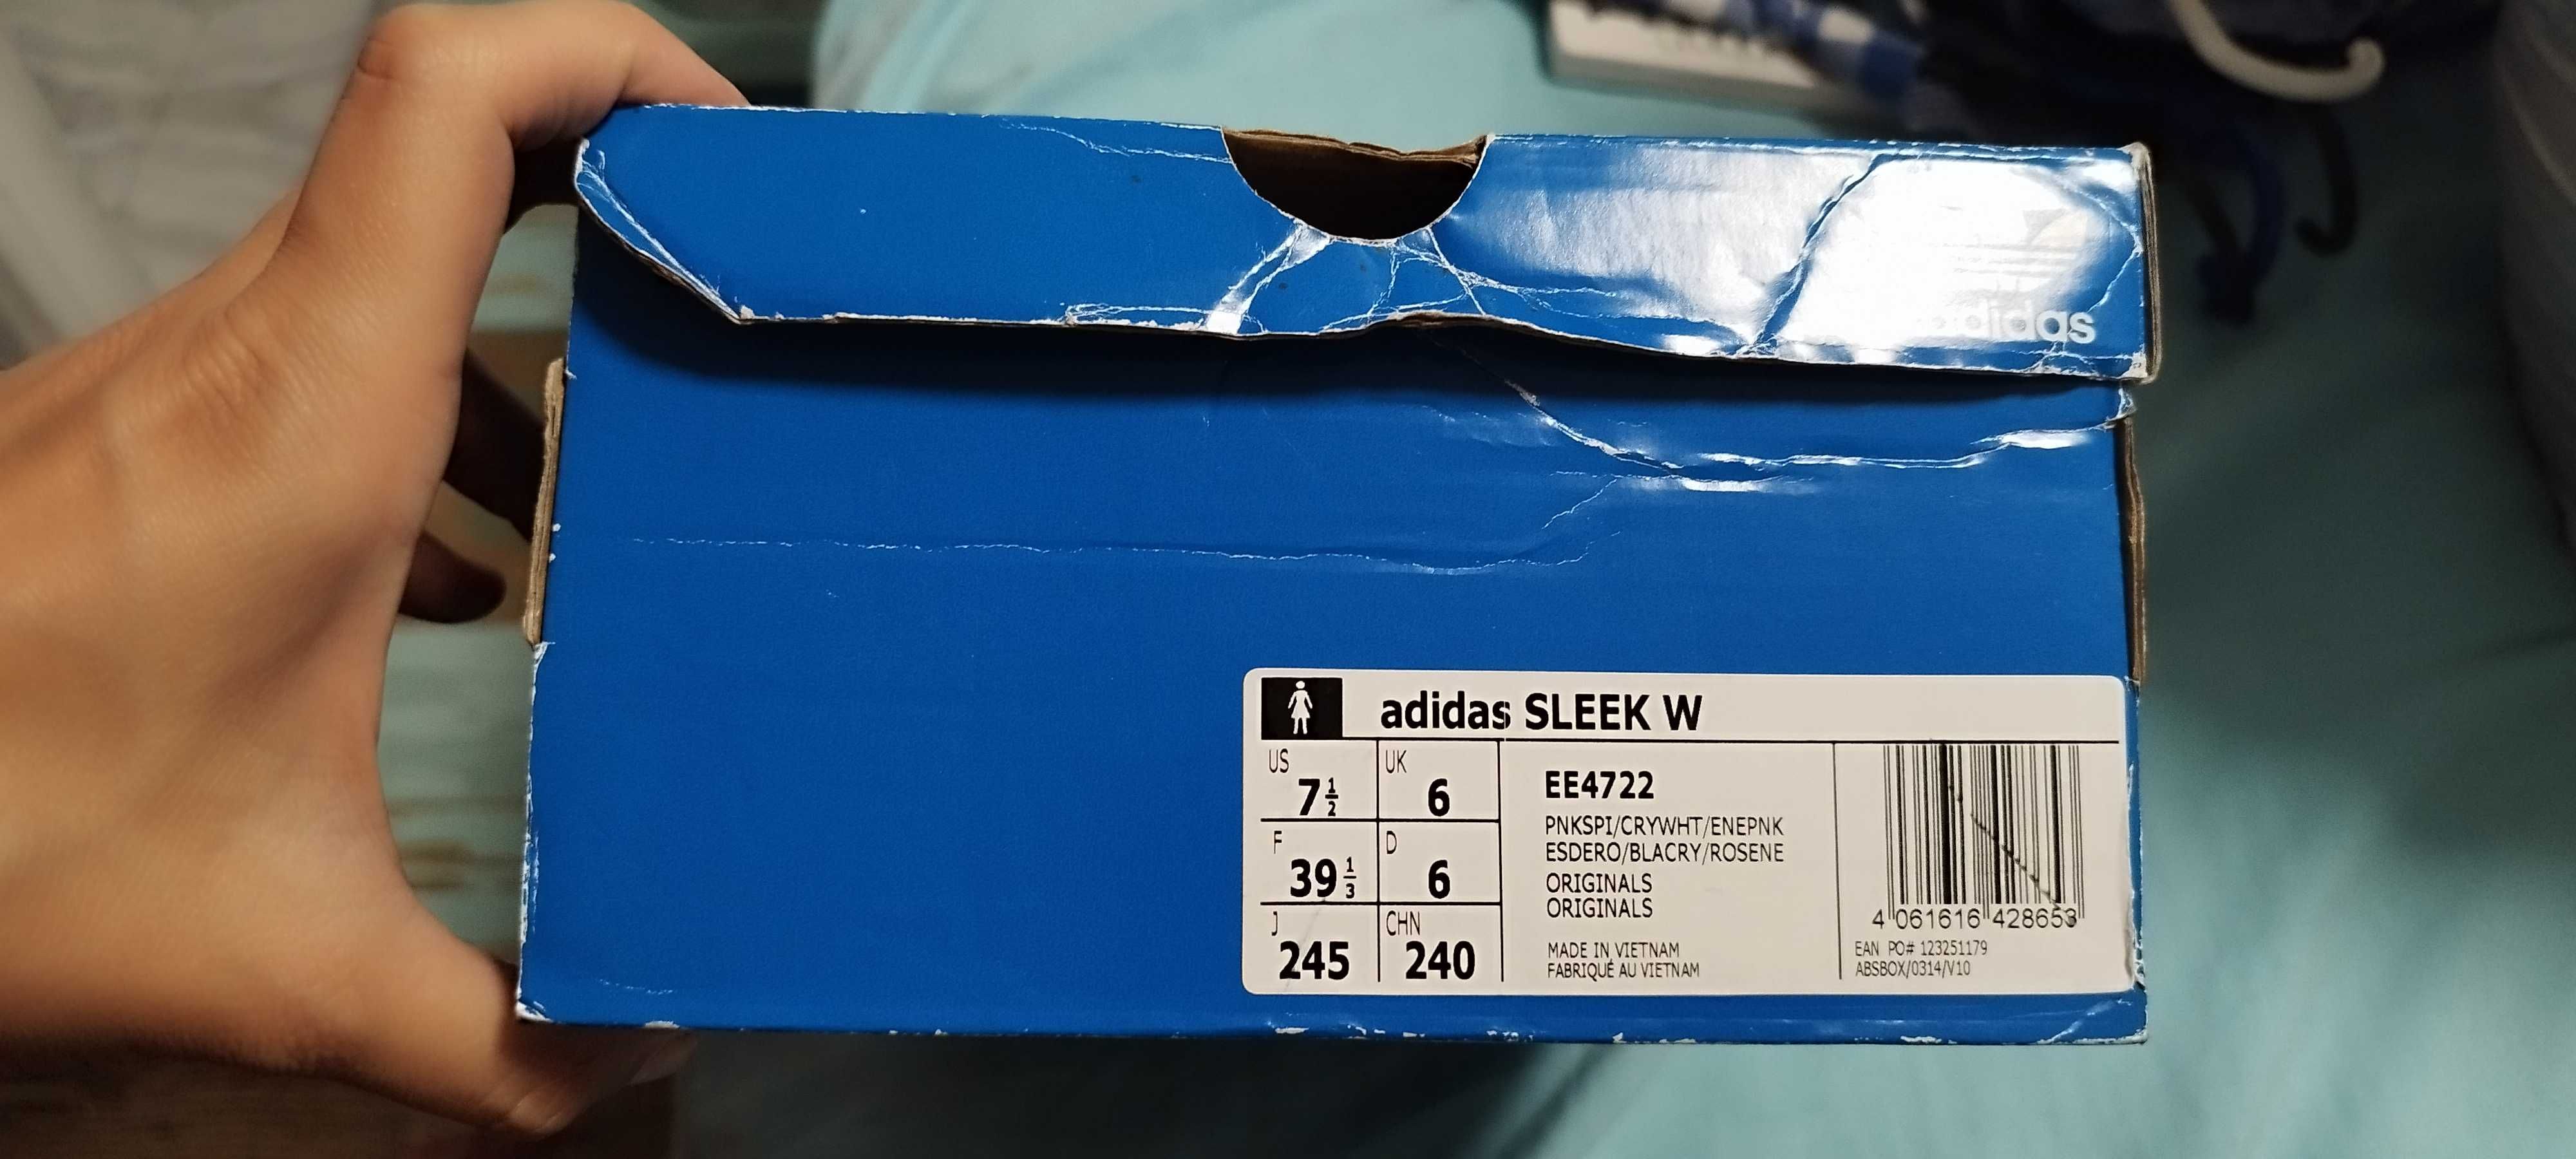 adidas
adidas SLEEK W
US
7 1/2
UK
6
F
39 1/3
D
6
J
245
CHN
240
EE4722
PNKSPI/CRYWHT/ENEPNK
ESDERO/BLACRY/ROSENE
ORIGINALS
ORIGINALS
MADE IN VIETNAM
FABRIQUÉ AU VIETNAM
4 061616 428653
EAN PO# 123251179
ABSBOX/0314/V10